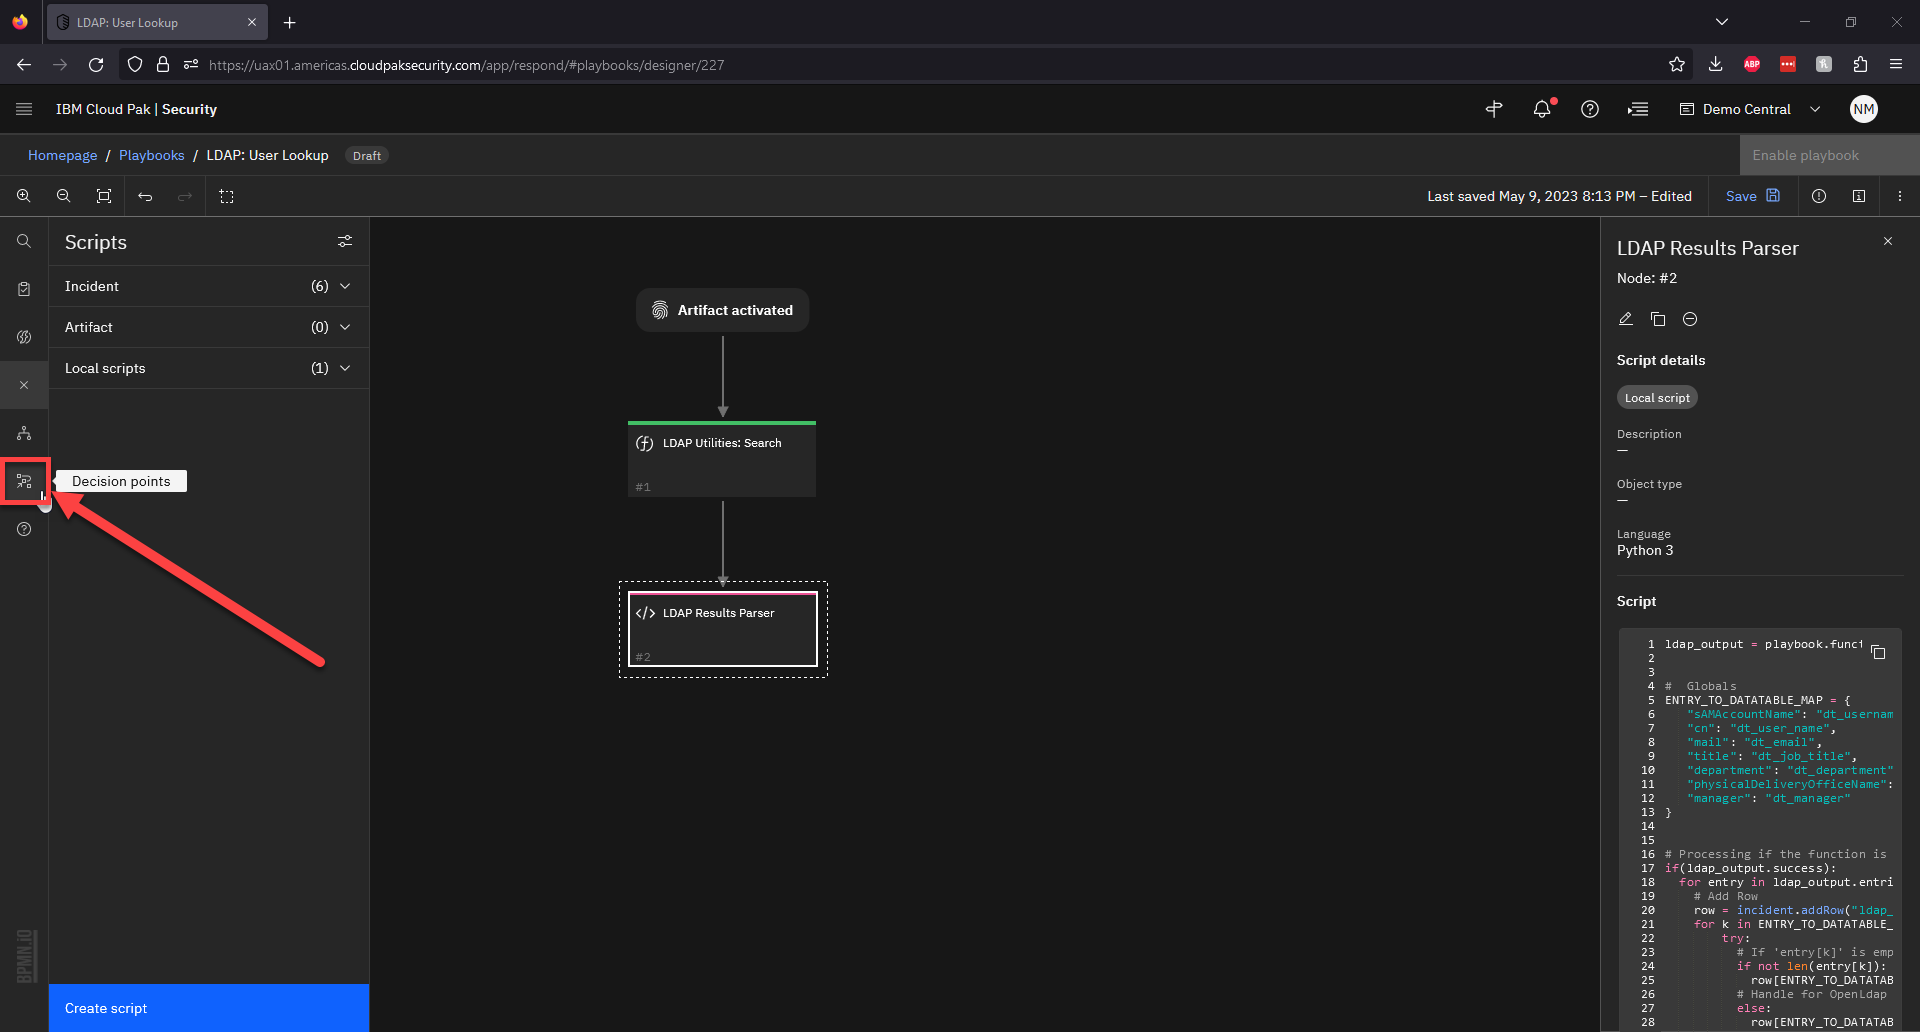 LDAP: User Lookup
https://uax01.americas.cloudpaksecurity.com/app/respond/#playbooks/designer/227
ABP
IBM Cloud Pak | Security
Demo Central
NM
Homepage / Playbooks / LDAP: User Lookup Draft
Enable playbook
Last saved May 9, 2023 8:13 PM – Edited
Save
Scripts
Incident (6)
Artifact (0)
Local scripts (1)
Decision points
BPMN.iO
Create script
Artifact activated
LDAP Utilities: Search
#1
</> LDAP Results Parser
#2
LDAP Results Parser
Node: #2
Script details
Local script
Description
—
Object type
—
Language
Python 3
Script
1 ldap_output = playbook.functi
2
3
4 #  Globals
5 ENTRY_TO_DATATABLE_MAP = {
6 "sAMAccountName": "dt_usernam
7 "cn": "dt_user_name",
8 "mail": "dt_email",
9 "title": "dt_job_title",
10 "department": "dt_department"
11 "physicalDeliveryOfficeName":
12 "manager": "dt_manager"
13 }
14
15
16 # Processing if the function is
17 if(ldap_output.success):
18 for entry in ldap_output.entri
19 # Add Row
20 row = incident.addRow("ldap_
21 for k in ENTRY_TO_DATATABLE_
22 try:
23 # If 'entry[k]' is emp
24 if not len(entry[k]):
25 row[ENTRY_TO_DATATAB
26 # Handle for OpenLdap
27 else:
28 row[ENTRY_TO_DATATAB